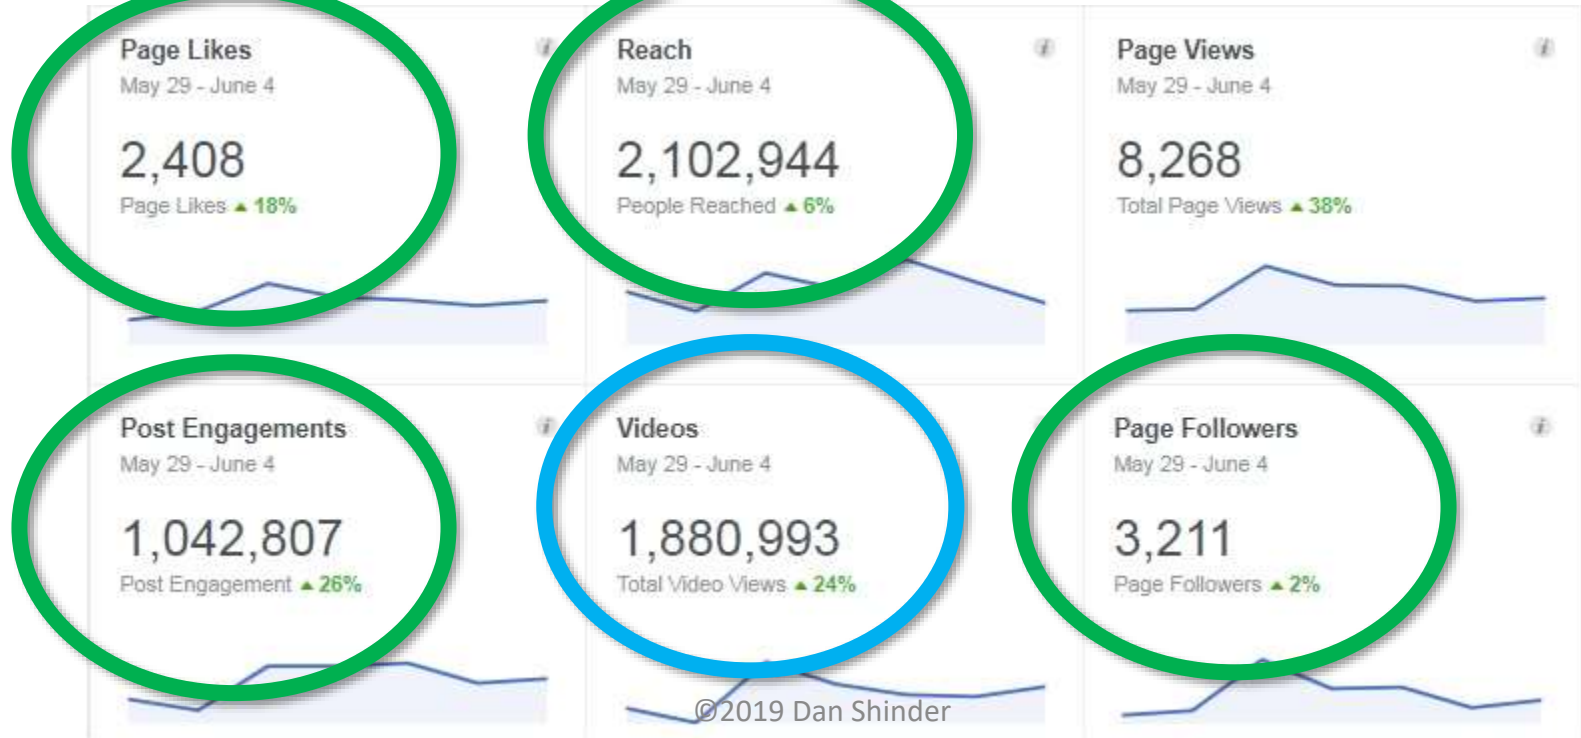 Page Likes
May 29 - June 4
2,408
Page Likes ▲ 18%
Reach
May 29 - June 4
2,102,944
People Reached ▲ 6%
Page Views
May 29 - June 4
8,268
Total Page Views ▲ 38%
Post Engagements
May 29 - June 4
1,042,807
Post Engagement ▲ 26%
Videos
May 29 - June 4
1,880,993
Total Video Views ▲ 24%
Page Followers
May 29 - June 4
3,211
Page Followers ▲ 2%
©2019 Dan Shinder